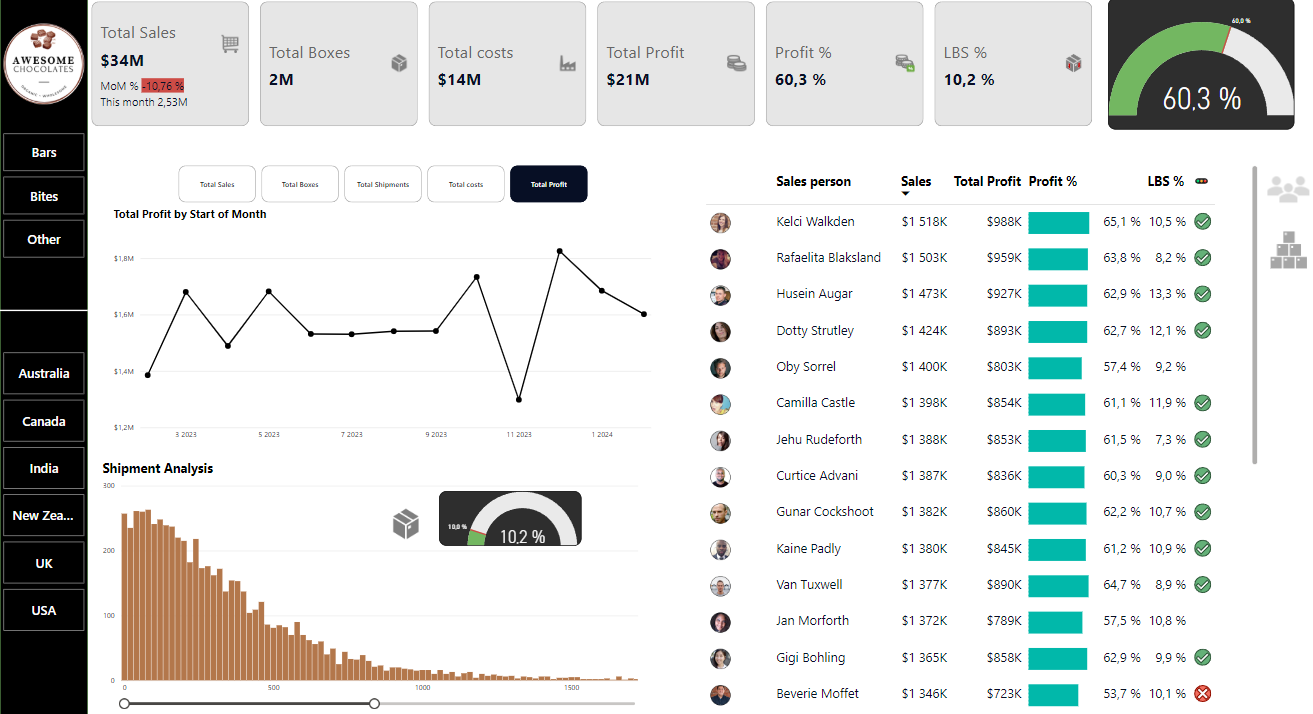 AWESOME
CHOCOLATES
ORGANIC • WHOLESOME
Bars
Bites
Other
Australia
Canada
India
New Zea...
UK
USA
Total Sales
$34M
MoM % -10,76 %
This month 2,53M
Total Boxes
2M
Total costs
$14M
Total Profit
$21M
Profit %
60,3 %
LBS %
10,2 %
60,0 %
60,3 %
Total Sales Total Boxes Total Shipments Total costs Total Profit
Total Profit by Start of Month
$1,8M
$1,6M
$1,4M
$1,2M
3 2023 5 2023 7 2023 9 2023 11 2023 1 2024
Shipment Analysis
300
200
100
0
0 500 1000 1500
10,0 %
10,2 %
Sales person Sales Total Profit Profit % LBS %
Kelci Walkden $1 518K $988K 65,1 % 10,5 %
Rafaelita Blaksland $1 503K $959K 63,8 % 8,2 %
Husein Augar $1 473K $927K 62,9 % 13,3 %
Dotty Strutley $1 424K $893K 62,7 % 12,1 %
Oby Sorrel $1 400K $803K 57,4 % 9,2 %
Camilla Castle $1 398K $854K 61,1 % 11,9 %
Jehu Rudeforth $1 388K $853K 61,5 % 7,3 %
Curtice Advani $1 387K $836K 60,3 % 9,0 %
Gunar Cockshoot $1 382K $860K 62,2 % 10,7 %
Kaine Padly $1 380K $845K 61,2 % 10,9 %
Van Tuxwell $1 377K $890K 64,7 % 8,9 %
Jan Morforth $1 372K $789K 57,5 % 10,8 %
Gigi Bohling $1 365K $858K 62,9 % 9,9 %
Beverie Moffet $1 346K $723K 53,7 % 10,1 %